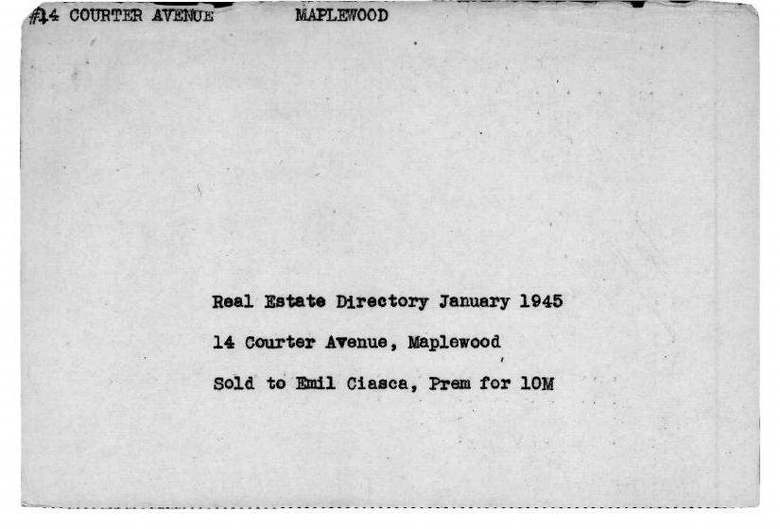 #14 COURTER AVENUE MAPLEWOOD
Real Estate Directory January 1945
14 Courter Avenue, Maplewood
Sold to Emil Ciasca, Prem for 10M